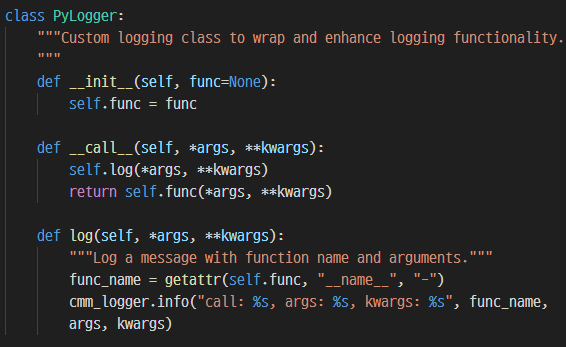 class PyLogger:
    """Custom logging class to wrap and enhance logging functionality.
    """
    def __init__(self, func=None):
        self.func = func

    def __call__(self, *args, **kwargs):
        self.log(*args, **kwargs)
        return self.func(*args, **kwargs)

    def log(self, *args, **kwargs):
        """Log a message with function name and arguments."""
        func_name = getattr(self.func, "__name__", "-")
        cmm_logger.info("call: %s, args: %s, kwargs: %s", func_name,
        args, kwargs)